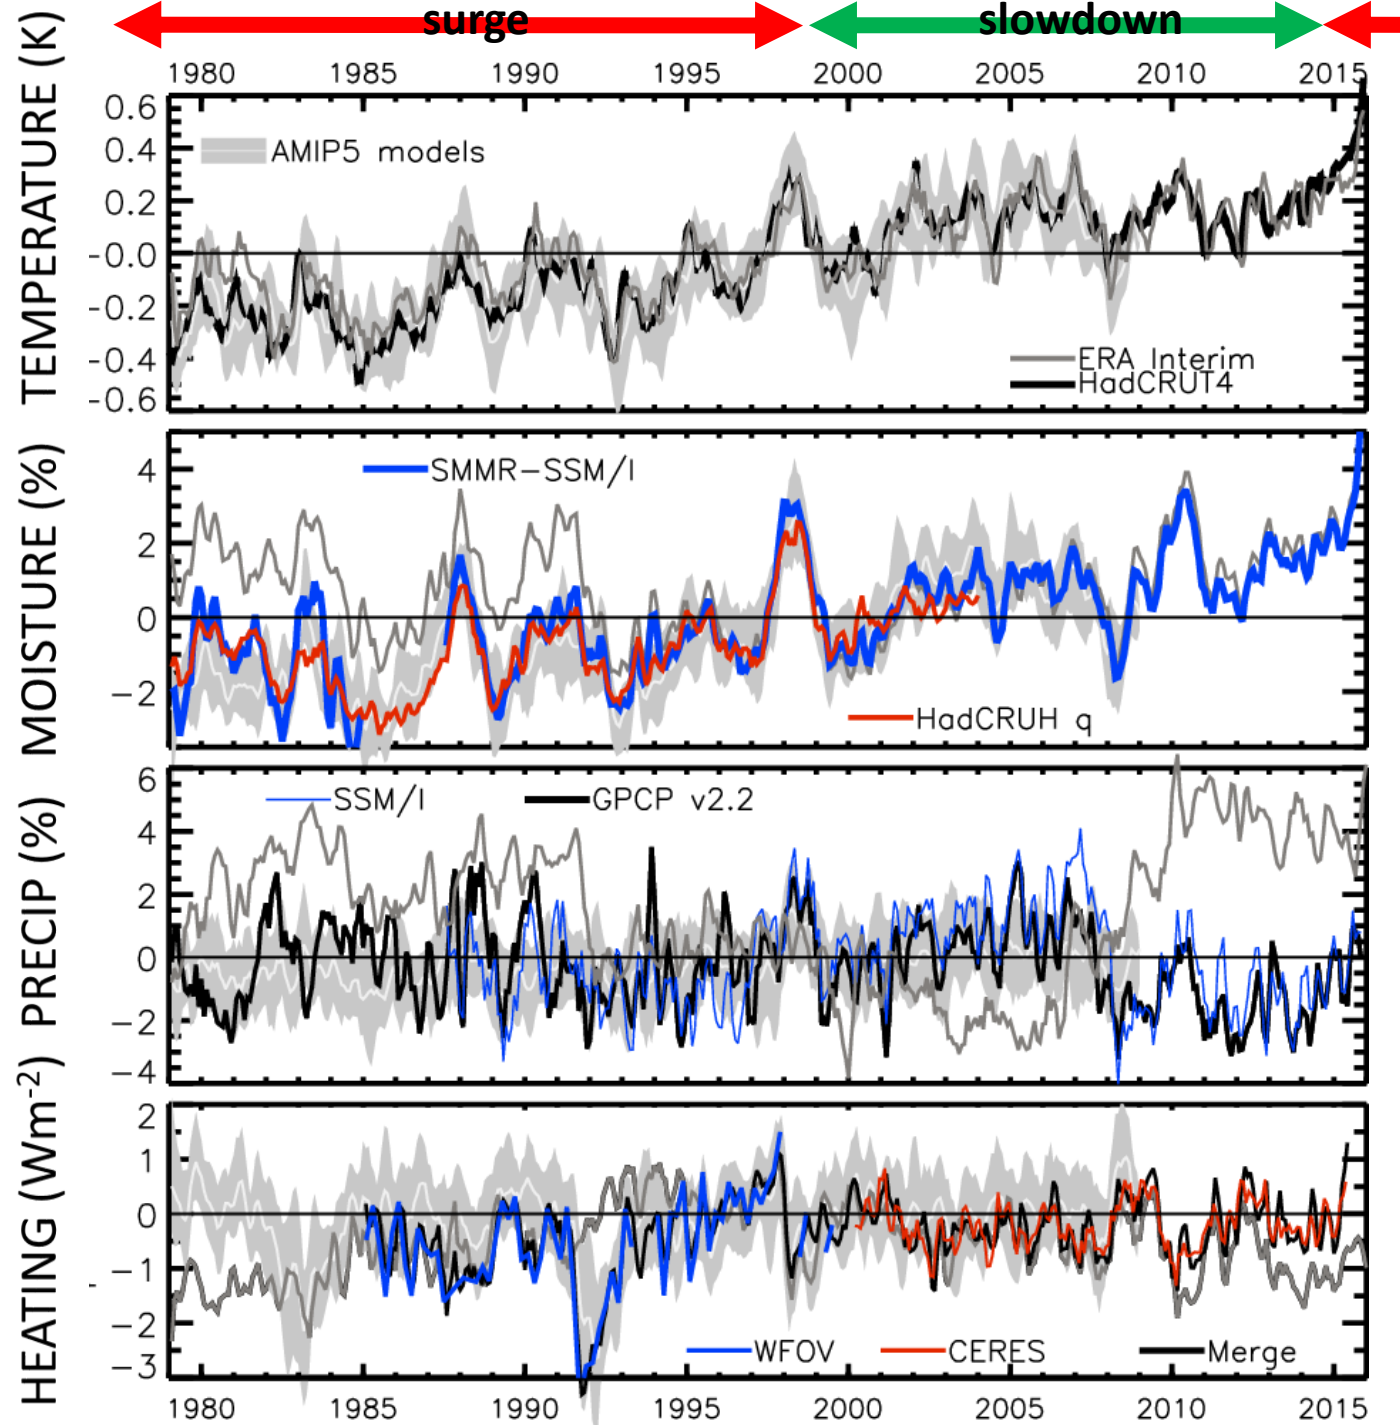 surge slowdown
1980 1985 1990 1995 2000 2005 2010 2015
TEMPERATURE (K)
0.6
0.4
0.2
-0.0
-0.2
-0.4
-0.6
AMIP5 models
ERA Interim
HadCRUT4
MOISTURE (%)
4
2
0
-2
SMMR-SSM/I
HadCRUH q
PRECIP (%)
6
4
2
0
-2
-4
SSM/I GPCP v2.2
HEATING (Wm-2)
2
1
0
-1
-2
-3
WFOV CERES Merge
1980 1985 1990 1995 2000 2005 2010 2015